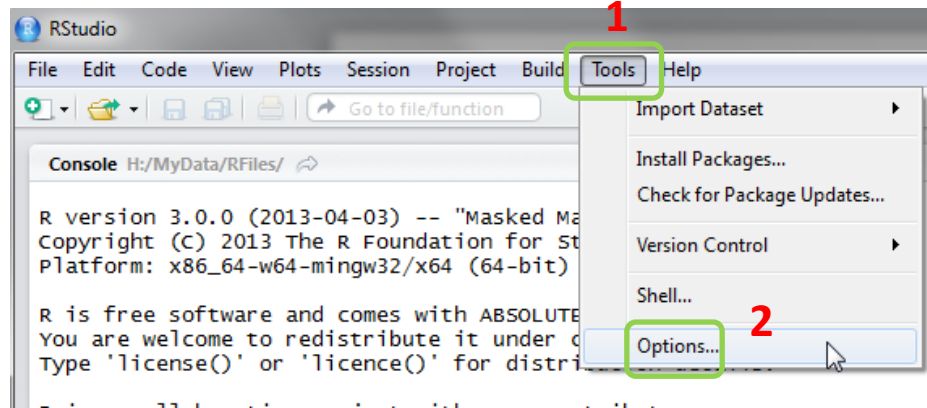 1
RStudio
File Edit Code View Plots Session Project Build Tools Help
Go to file/function
Import Dataset
Install Packages...
Check for Package Updates...
Version Control
Shell...
2
Options...
Console H:/MyData/RFiles/
R version 3.0.0 (2013-04-03) -- "Masked Ma
Copyright (C) 2013 The R Foundation for St
Platform: x86_64-w64-mingw32/x64 (64-bit)
R is free software and comes with ABSOLUTE
You are welcome to redistribute it under c
Type 'license()' or 'licence()' for distri